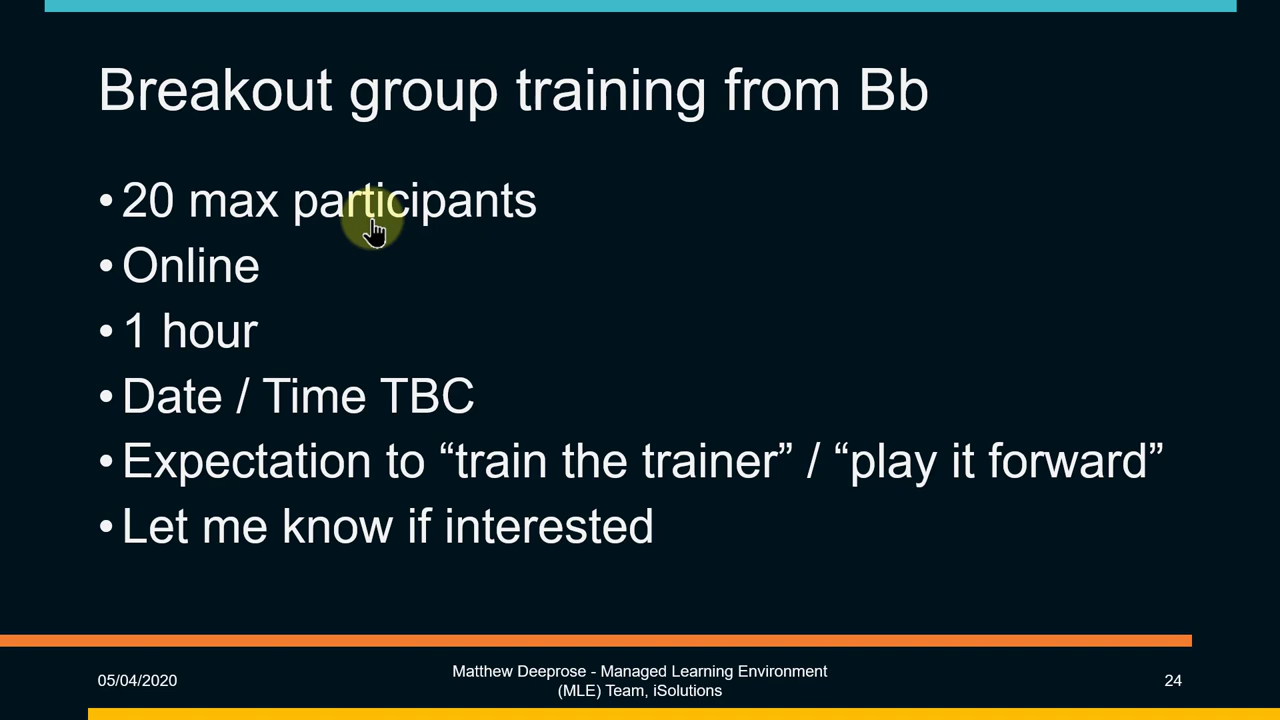 Breakout group training from Bb
• 20 max participants
• Online
• 1 hour
• Date / Time TBC
• Expectation to “train the trainer” / “play it forward”
• Let me know if interested
05/04/2020
Matthew Deeprose - Managed Learning Environment
(MLE) Team, iSolutions
24